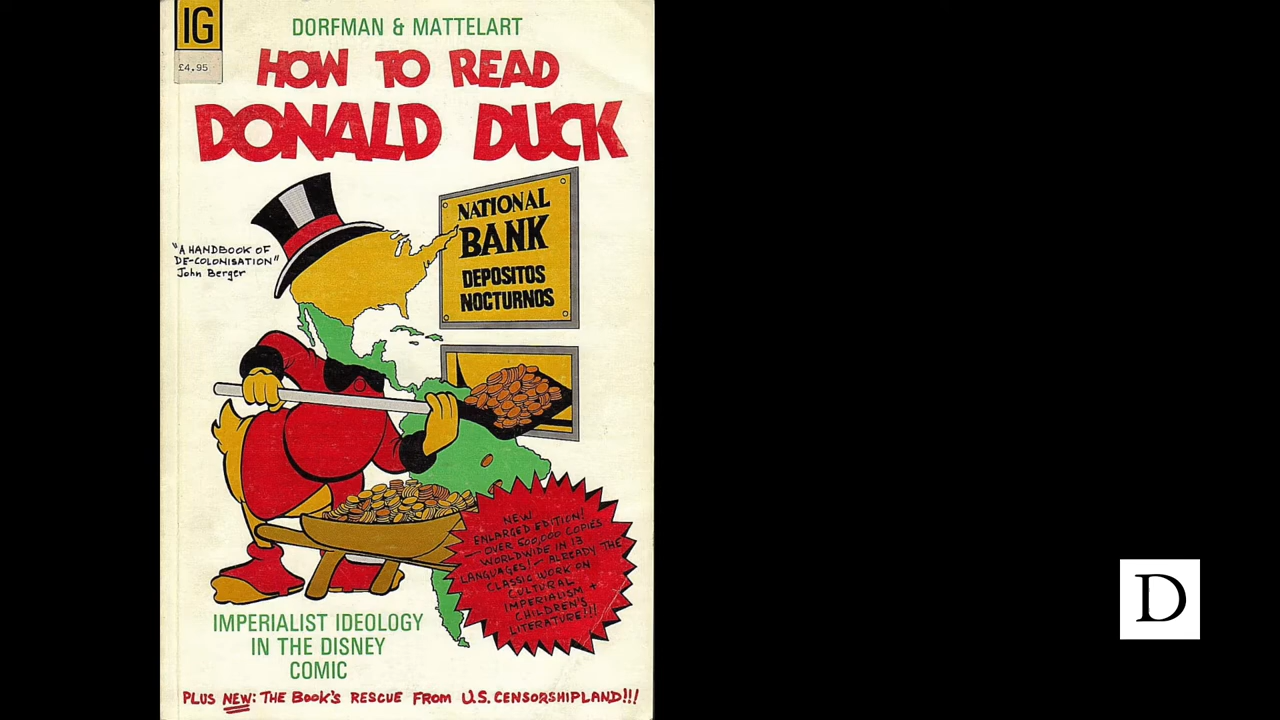 IG
£4.95
DORFMAN & MATTELART
HOW TO READ
DONALD DUCK
"A HANDBOOK OF
DE-COLONISATION"
John Berger
NATIONAL
BANK
DEPOSITOS
NOCTURNOS
NEW!
ENLARGED EDITION!
— OVER 500,000 COPIES
WORLDWIDE IN 13
LANGUAGES! — ALREADY THE
CLASSIC WORK ON
CULTURAL
IMPERIALISM +
CHILDREN'S
LITERATURE!!!
IMPERIALIST IDEOLOGY
IN THE DISNEY
COMIC
PLUS NEW: THE BOOK'S RESCUE FROM U.S. CENSORSHIPLAND!!!
D